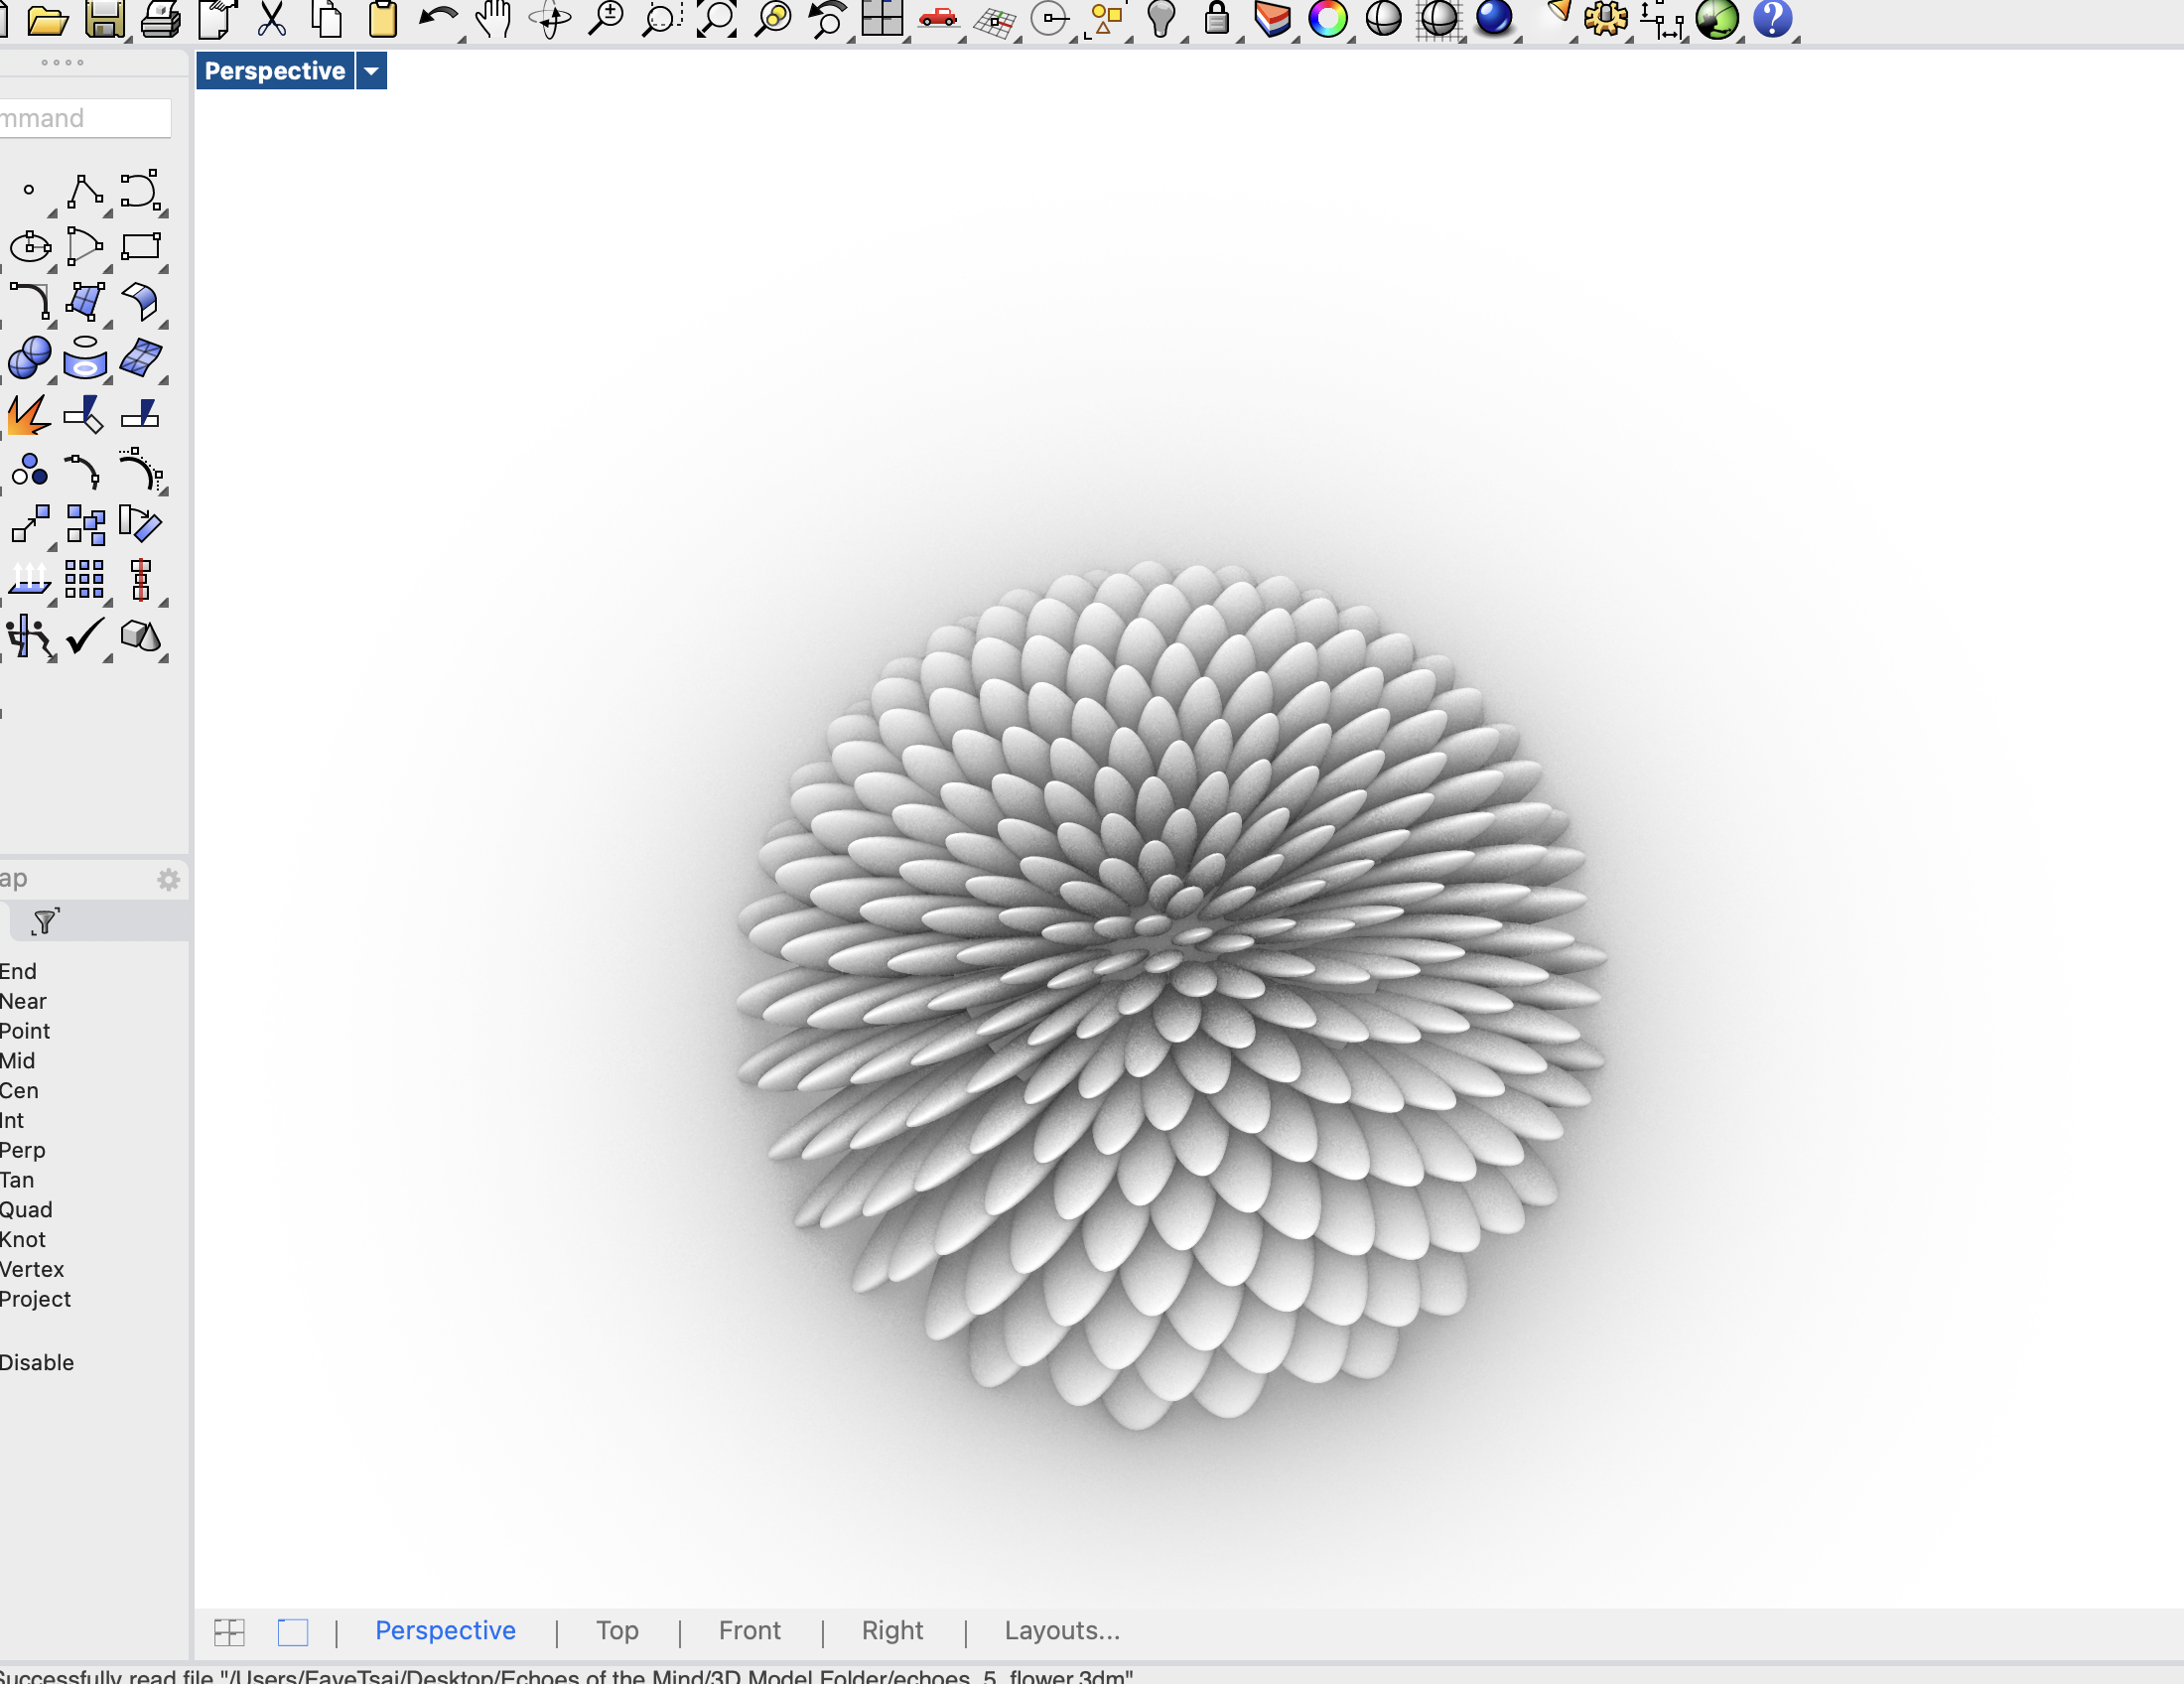 Perspective
mmand
ap
End
Near
Point
Mid
Cen
Int
Perp
Tan
Quad
Knot
Vertex
Project
Disable
Perspective | Top | Front | Right | Layouts...
Successfully read file "/Users/FayeTsai/Desktop/Echoes of the Mind/3D Model Folder/echoes_5_flower.3dm"